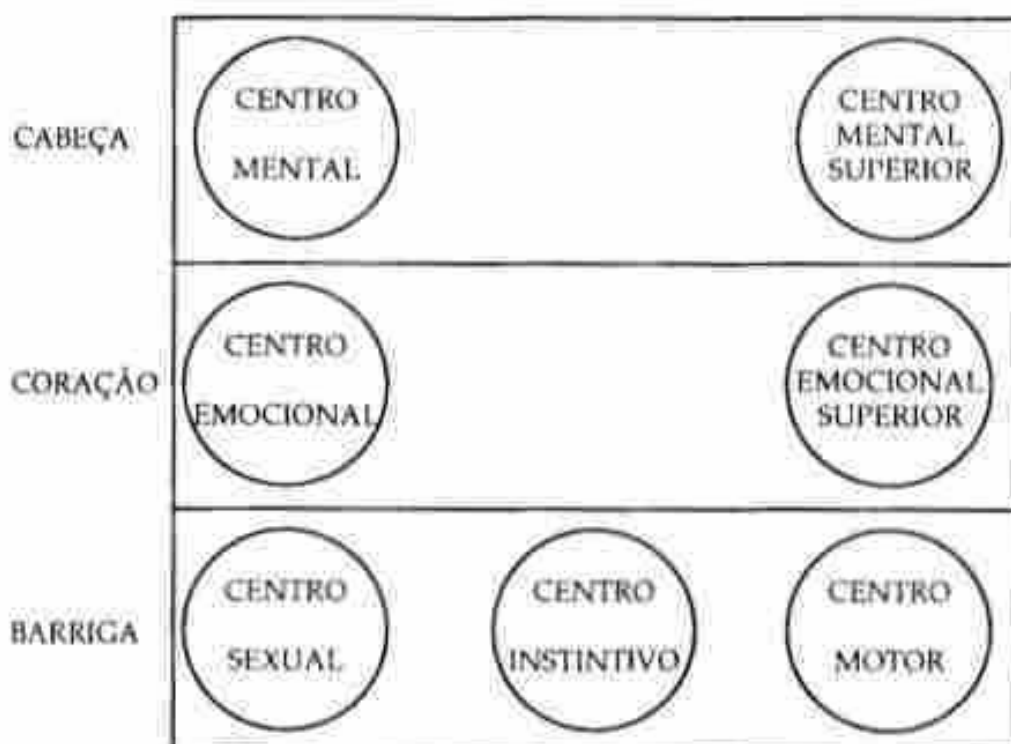 CABEÇA
CENTRO
MENTAL
CENTRO
MENTAL
SUPERIOR
CORAÇÃO
CENTRO
EMOCIONAL
CENTRO
EMOCIONAL
SUPERIOR
BARRIGA
CENTRO
SEXUAL
CENTRO
INSTINTIVO
CENTRO
MOTOR